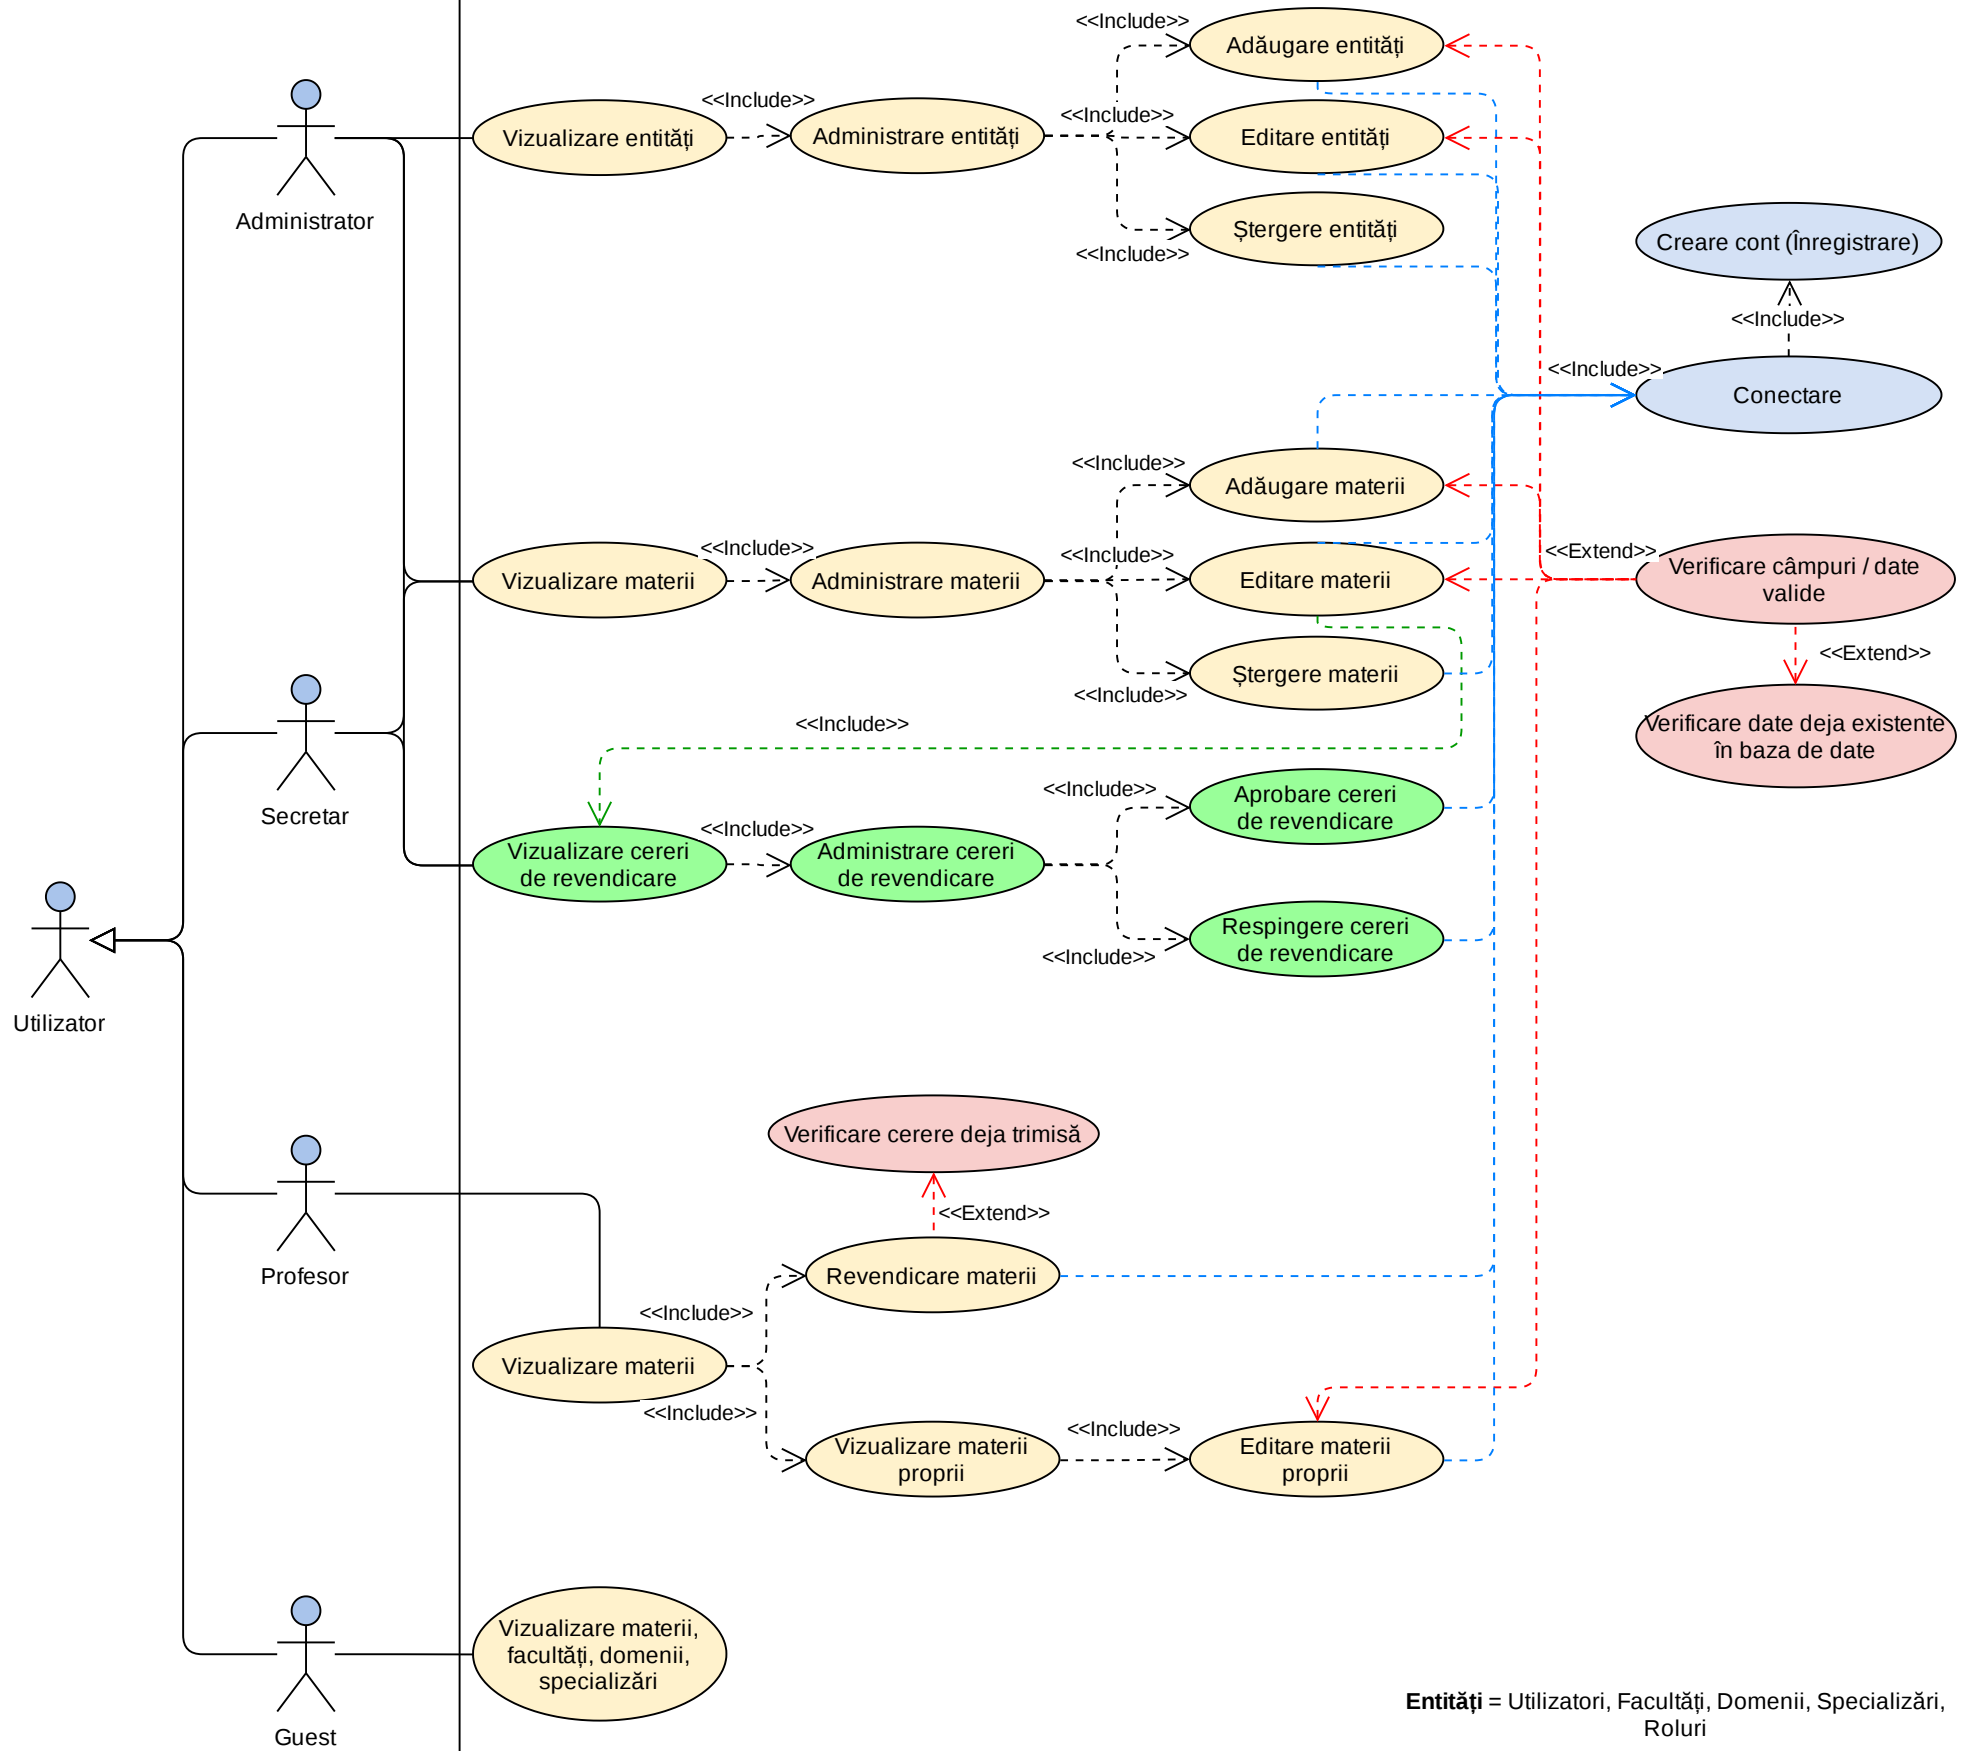 <<Include>>
Adăugare entități
<<Include>>
<<Include>>
Vizualizare entități
Administrare entități
Editare entități
Administrator
Ștergere entități
<<Include>>
Creare cont (Înregistrare)
<<Include>>
<<Include>>
Conectare
<<Include>>
Adăugare materii
<<Include>>
<<Include>>
<<Extend>>
Vizualizare materii
Administrare materii
Editare materii
Verificare câmpuri / date
valide
<<Extend>>
Ștergere materii
<<Include>>
<<Include>>
Verificare date deja existente
în baza de date
Secretar
<<Include>>
<<Include>>
Aprobare cereri
de revendicare
Vizualizare cereri
de revendicare
Administrare cereri
de revendicare
Respingere cereri
de revendicare
<<Include>>
Utilizator
Verificare cerere deja trimisă
<<Extend>>
Profesor
Revendicare materii
<<Include>>
Vizualizare materii
<<Include>>
<<Include>>
Vizualizare materii
proprii
Editare materii
proprii
Vizualizare materii,
facultăți, domenii,
specializări
Guest
Entități = Utilizatori, Facultăți, Domenii, Specializări,
Roluri